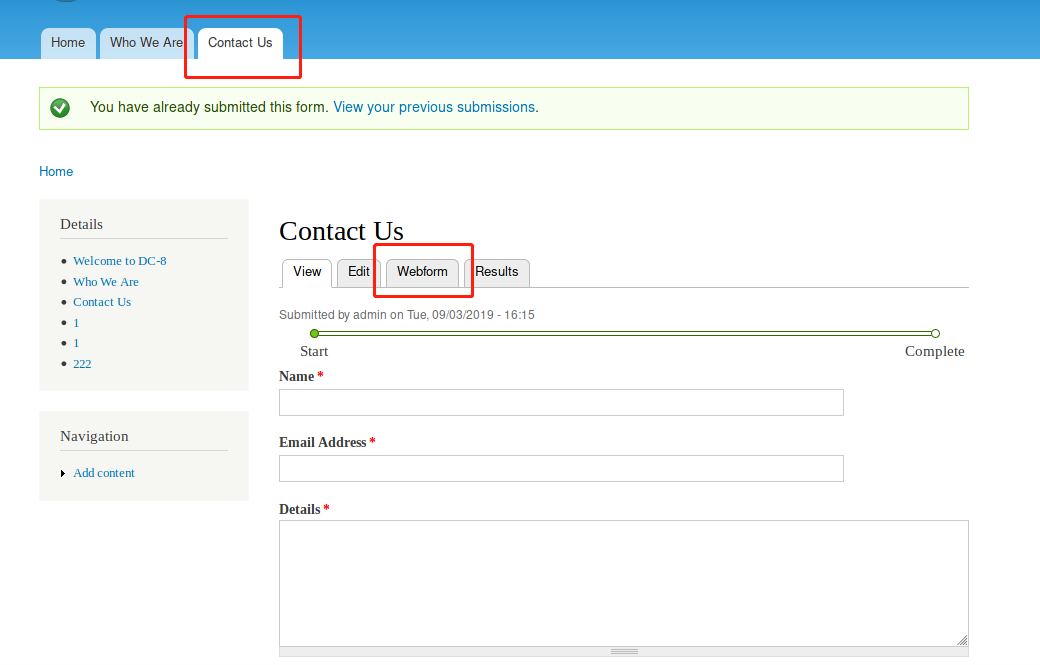 Home Who We Are Contact Us
You have already submitted this form. View your previous submissions.
Home
Details
Welcome to DC-8
Who We Are
Contact Us
1
1
222
Navigation
Add content
Contact Us
View Edit Webform Results
Submitted by admin on Tue, 09/03/2019 - 16:15
Start Complete
Name *
Email Address *
Details *